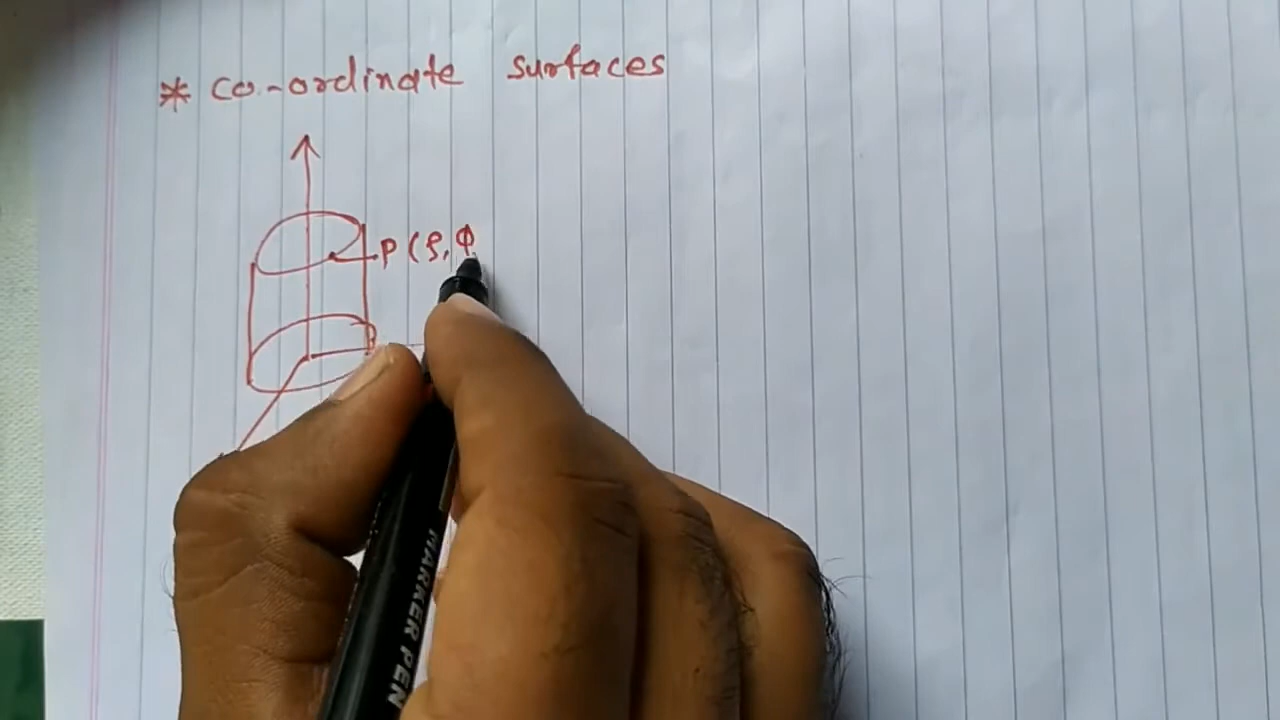 * co-ordinate surfaces
P(ρ,Φ
MARKER PEN